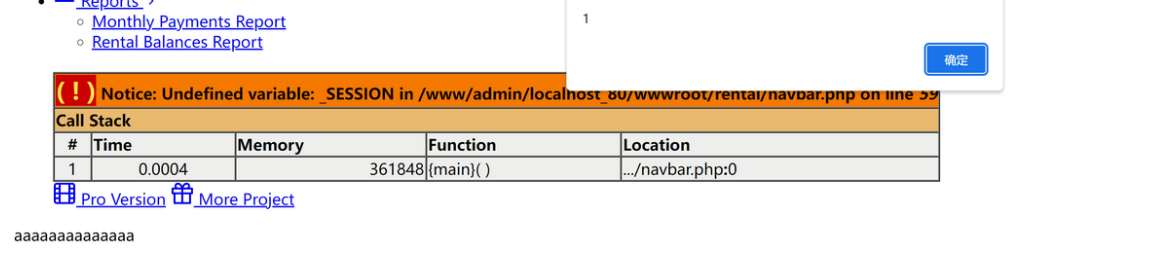 Reports
1
Monthly Payments Report
Rental Balances Report
确定
(!) Notice: Undefined variable: _SESSION in /www/admin/localhost_80/wwwroot/rental/navbar.php on line 59
Call Stack
# Time Memory Function Location
1 0.0004 361848 {main}( ) .../navbar.php:0
Pro Version More Project
aaaaaaaaaaaaaa